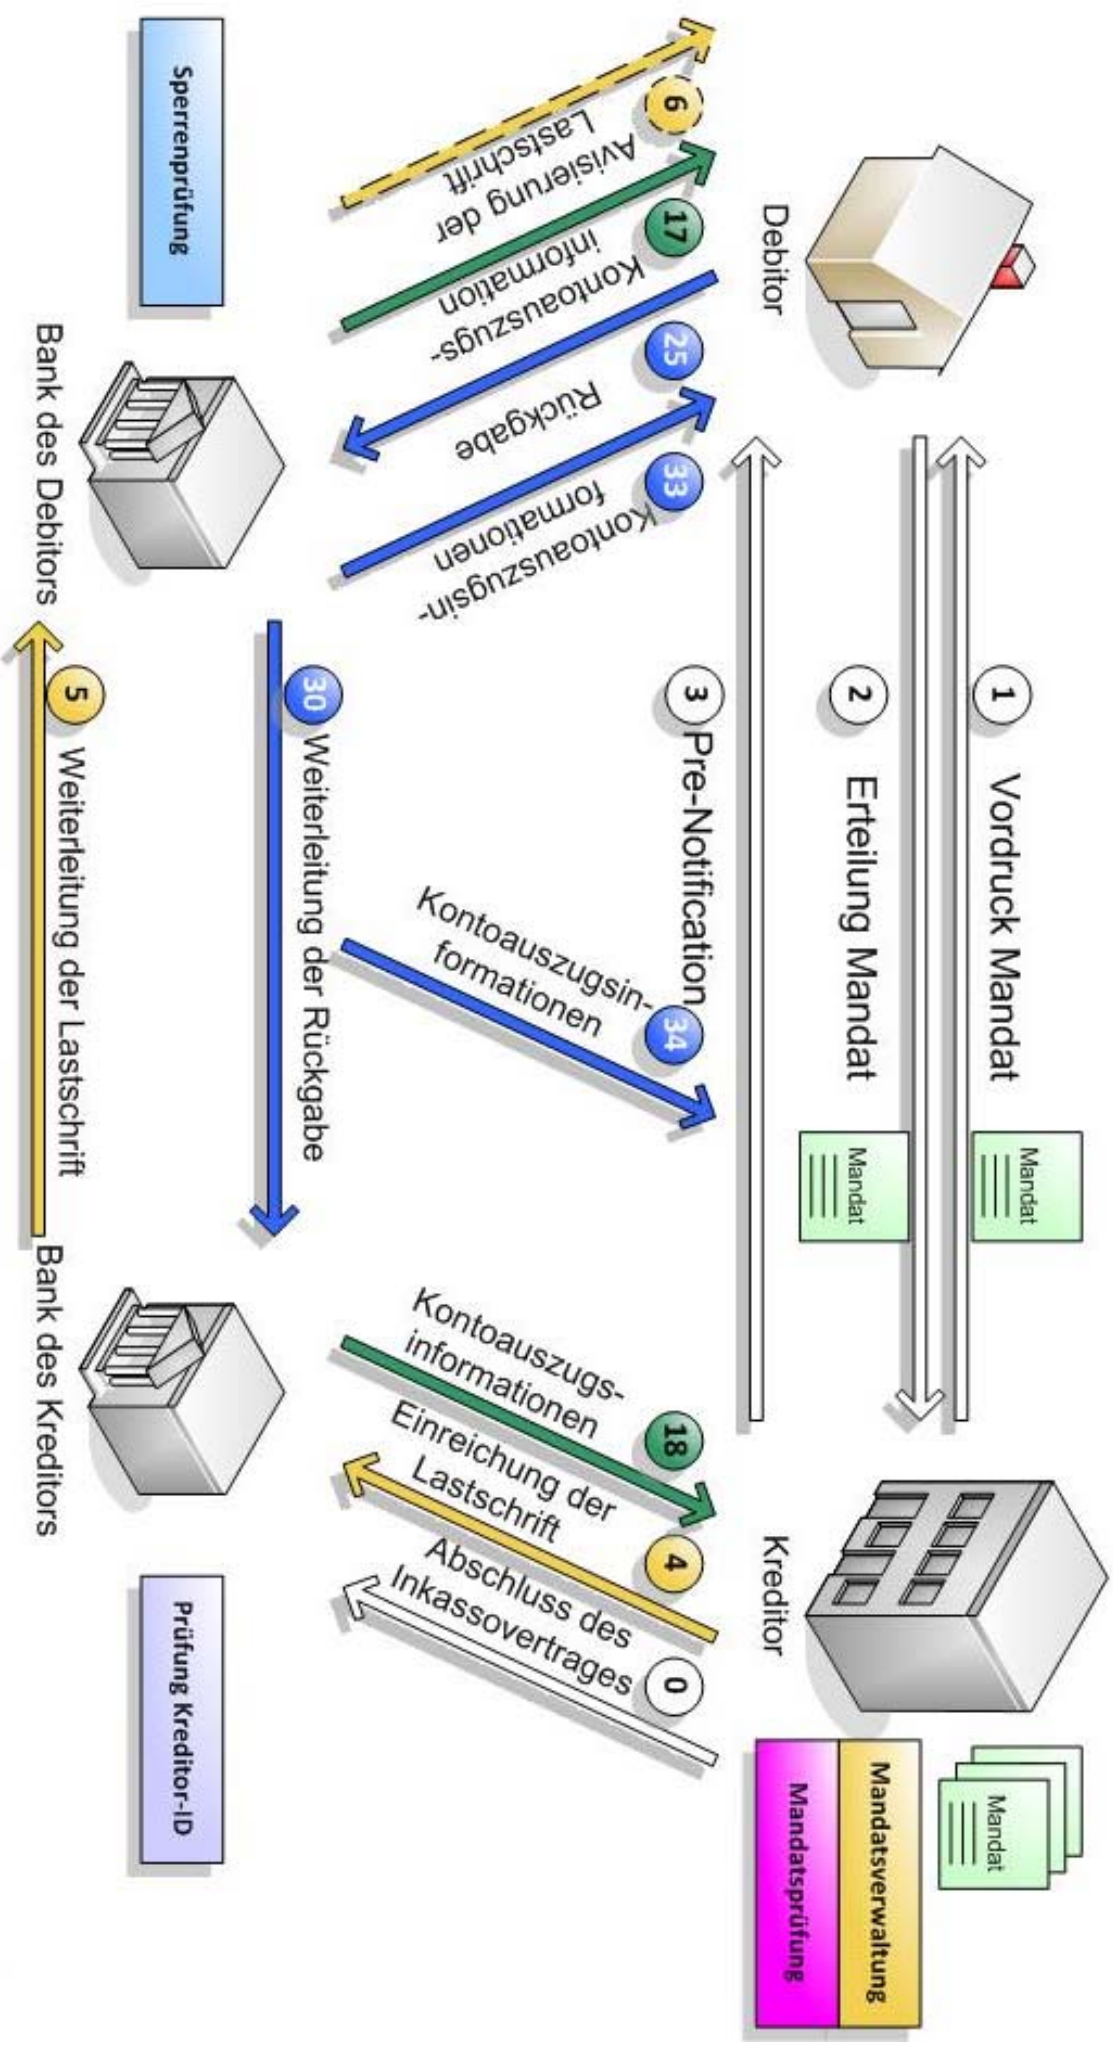 1
Vordruck Mandat
Mandat
2
Erteilung Mandat
Mandat
3
Pre-Notification
Debitor
Kreditor
Mandat
Mandatsverwaltung
Mandatsprüfung
6
Avisierung der
Lastschrift
17
Kontoauszugs-
information
25
Rückgabe
33
Kontoauszugsin-
formationen
34
Kontoauszugsin-
formationen
18
Kontoauszugs-
informationen
4
Einreichung der
Lastschrift
0
Abschluss des
Inkassovertrages
30
Weiterleitung der Rückgabe
Sperrenprüfung
Prüfung Kreditor-ID
Bank des Debitors
5
Weiterleitung der Lastschrift
Bank des Kreditors